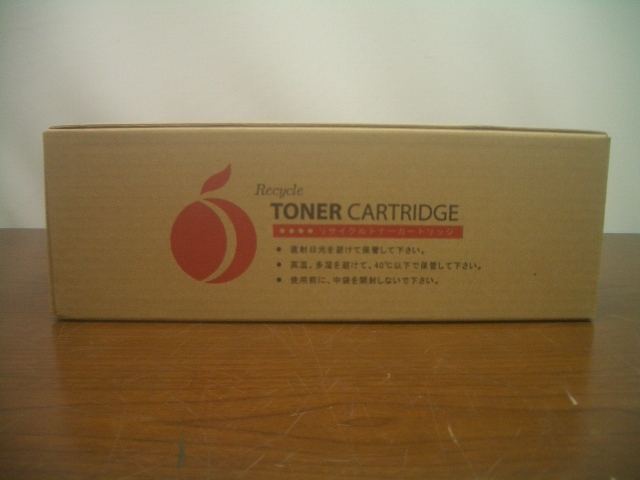 Recycle
TONER CARTRIDGE
●●●● リサイクルトナーカートリッジ
● 直射日光を避けて保管して下さい。
● 高温、多湿を避けて、40℃以下で保管して下さい。
● 使用前に、中袋を開封しないで下さい。